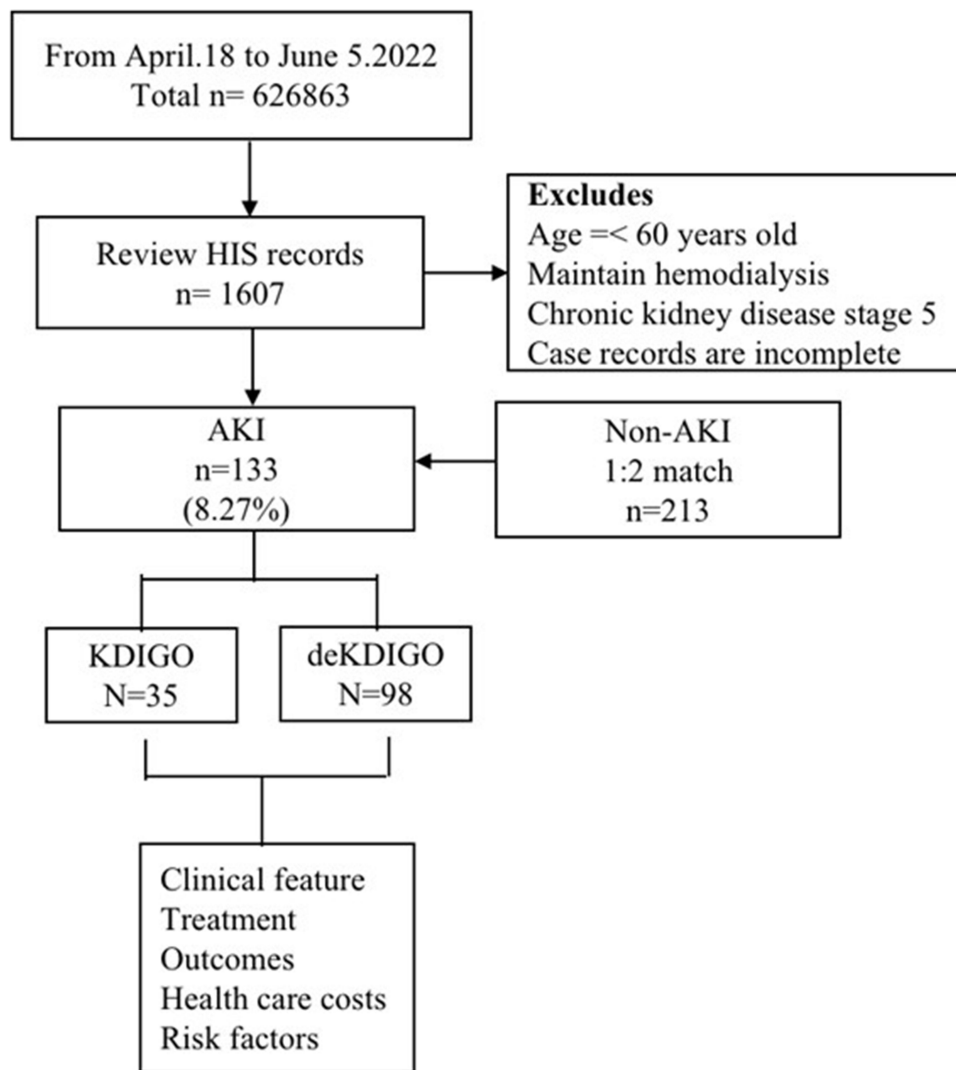 From April.18 to June 5.2022
Total n= 626863
Review HIS records
n= 1607
Excludes
Age =< 60 years old
Maintain hemodialysis
Chronic kidney disease stage 5
Case records are incomplete
AKI
n=133
(8.27%)
Non-AKI
1:2 match
n=213
KDIGO
N=35
deKDIGO
N=98
Clinical feature
Treatment
Outcomes
Health care costs
Risk factors